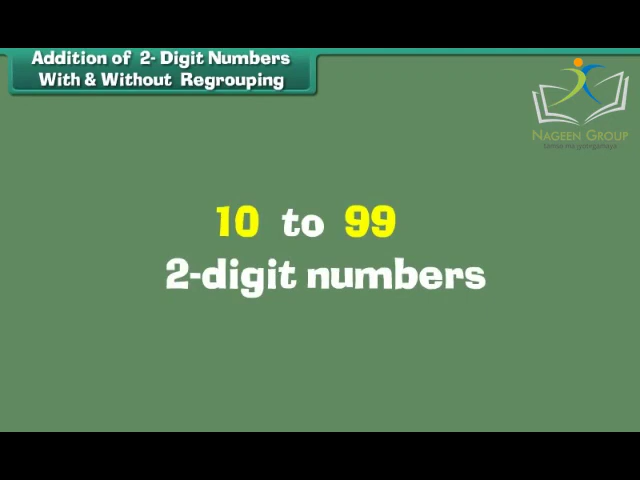 Addition of 2- Digit Numbers
With & Without Regrouping
NAGEEN GROUP
10 to 99
2-digit numbers